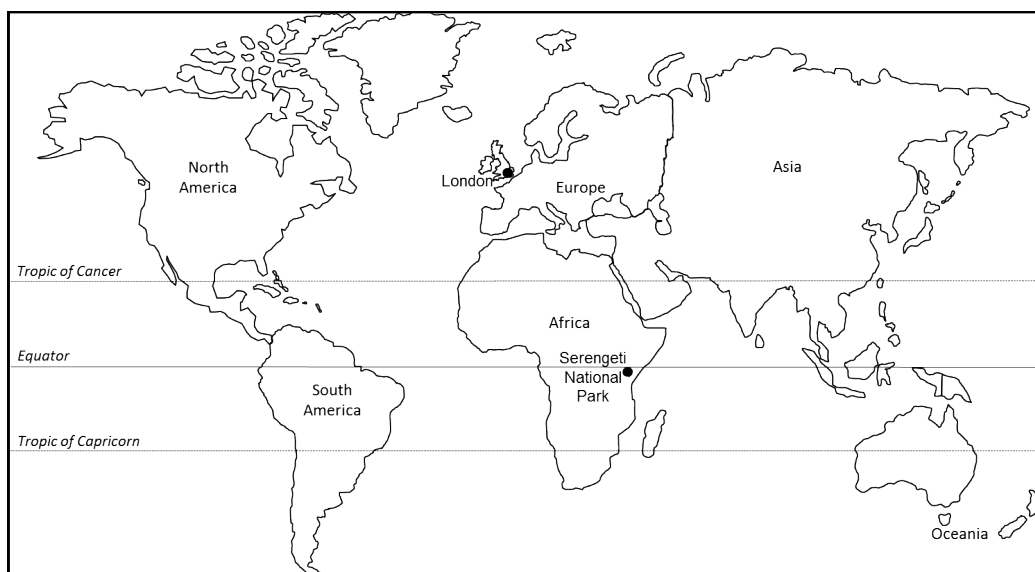 North
America
London
Europe
Asia
Tropic of Cancer
Africa
Equator
Serengeti
National
Park
South
America
Tropic of Capricorn
Oceania